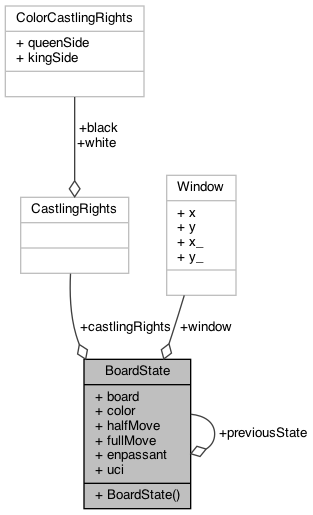 ColorCastlingRights
+ queenSide
+ kingSide
+black
+white
CastlingRights
Window
+ x
+ y
+ x_
+ y_
+castlingRights
+window
BoardState
+ board
+ color
+ halfMove
+ fullMove
+ enpassant
+ uci
+ BoardState()
+previousState